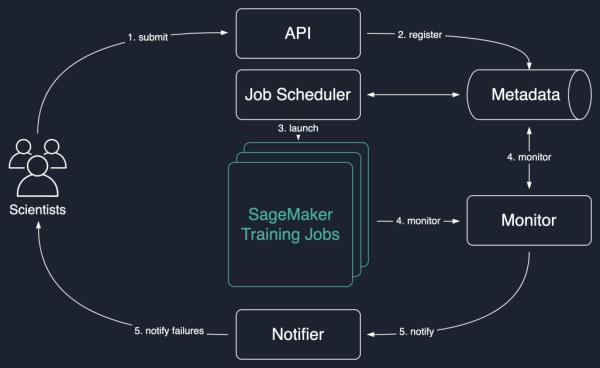 API
1. submit
2. register
Job Scheduler
Metadata
3. launch
4. monitor
Scientists
SageMaker
Training Jobs
4. monitor
Monitor
5. notify failures
Notifier
5. notify